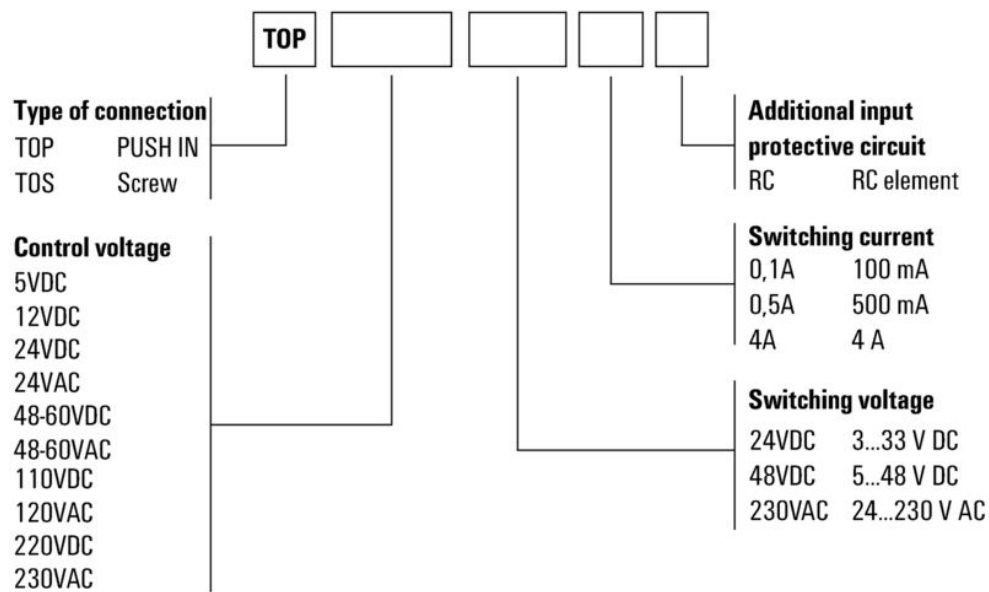 TOP
Type of connection
TOP PUSH IN
TOS Screw
Control voltage
5VDC
12VDC
24VDC
24VAC
48-60VDC
48-60VAC
110VDC
120VAC
220VDC
230VAC
Additional input
protective circuit
RC RC element
Switching current
0,1A 100 mA
0,5A 500 mA
4A 4 A
Switching voltage
24VDC 3...33 V DC
48VDC 5...48 V DC
230VAC 24...230 V AC